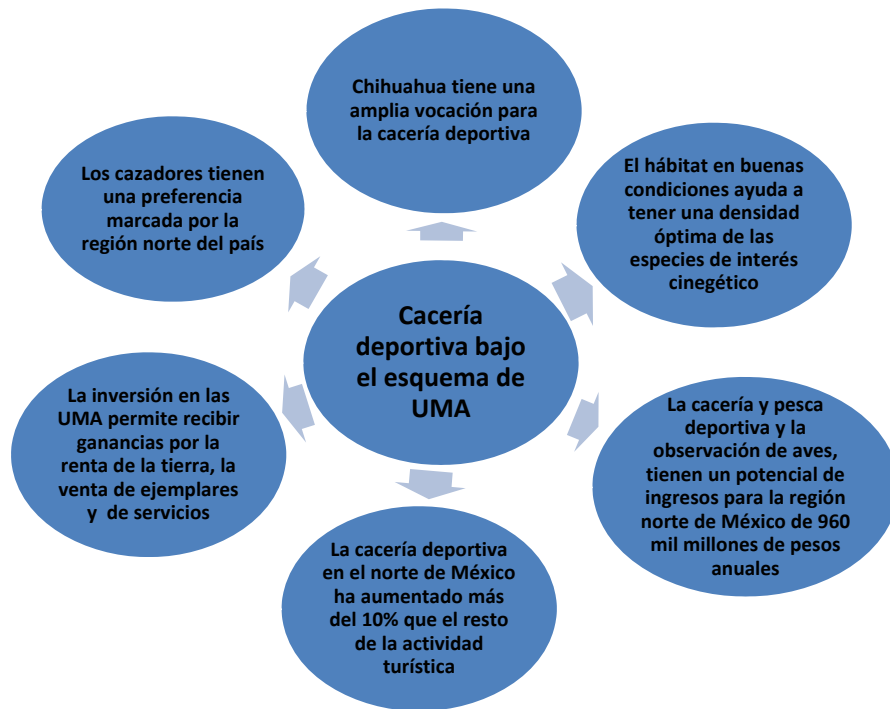 Chihuahua tiene una
amplia vocación para
la cacería deportiva
Los cazadores tienen
una preferencia
marcada por la
región norte del país
El hábitat en buenas
condiciones ayuda a
tener una densidad
óptima de las
especies de interés
cinegético
Cacería
deportiva bajo
el esquema de
UMA
La inversión en las
UMA permite recibir
ganancias por la
renta de la tierra, la
venta de ejemplares
y de servicios
La cacería y pesca
deportiva y la
observación de aves,
tienen un potencial de
ingresos para la región
norte de México de 960
mil millones de pesos
anuales
La cacería deportiva
en el norte de México
ha aumentado más
del 10% que el resto
de la actividad
turística